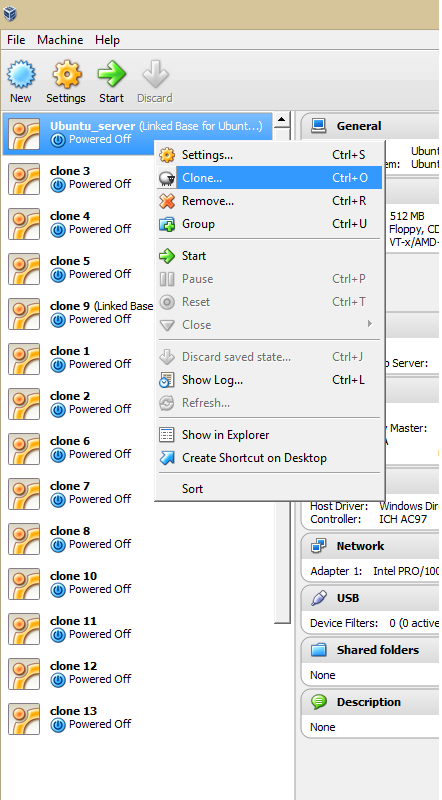 File Machine Help
New Settings Start Discard
Ubuntu_server (Linked Base for Ubunt...)
Powered Off
clone 3
Powered Off
clone 4
Powered Off
clone 5
Powered Off
clone 9 (Linked Base
Powered Off
clone 1
Powered Off
clone 2
Powered Off
clone 6
Powered Off
clone 7
Powered Off
clone 8
Powered Off
clone 10
Powered Off
clone 11
Powered Off
clone 12
Powered Off
clone 13
Powered Off
Settings... Ctrl+S
Clone... Ctrl+O
Remove... Ctrl+R
Group Ctrl+U
Start
Pause Ctrl+P
Reset Ctrl+T
Close
Discard saved state... Ctrl+J
Show Log... Ctrl+L
Refresh...
Show in Explorer
Create Shortcut on Desktop
Sort
General
Ubuntu
em: Ubuntu
512 MB
Floppy, CD
VT-x/AMD-
p Server:
y Master:
Host Driver: Windows Dire
Controller: ICH AC97
Network
Adapter 1: Intel PRO/100
USB
Device Filters: 0 (0 active
Shared folders
None
Description
None